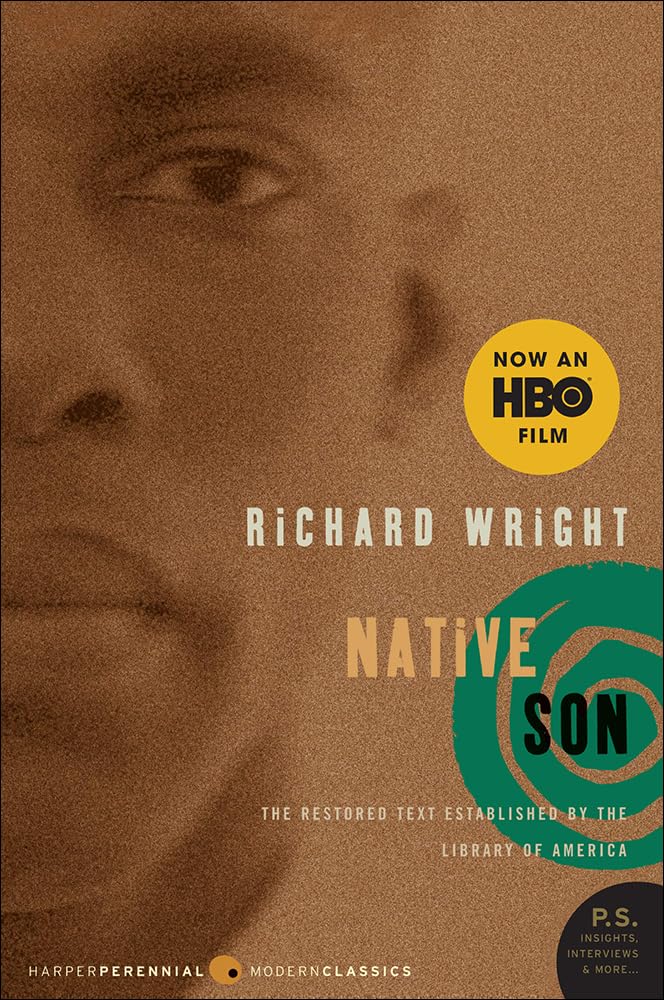 NOW AN
HBO®
FILM
RiCHARD WRiGHT
NATiVE
SON
THE RESTORED TEXT ESTABLISHED BY THE
LIBRARY OF AMERICA
P.S.
INSIGHTS,
INTERVIEWS
& MORE...
HARPERPERENNIAL MODERNCLASSICS